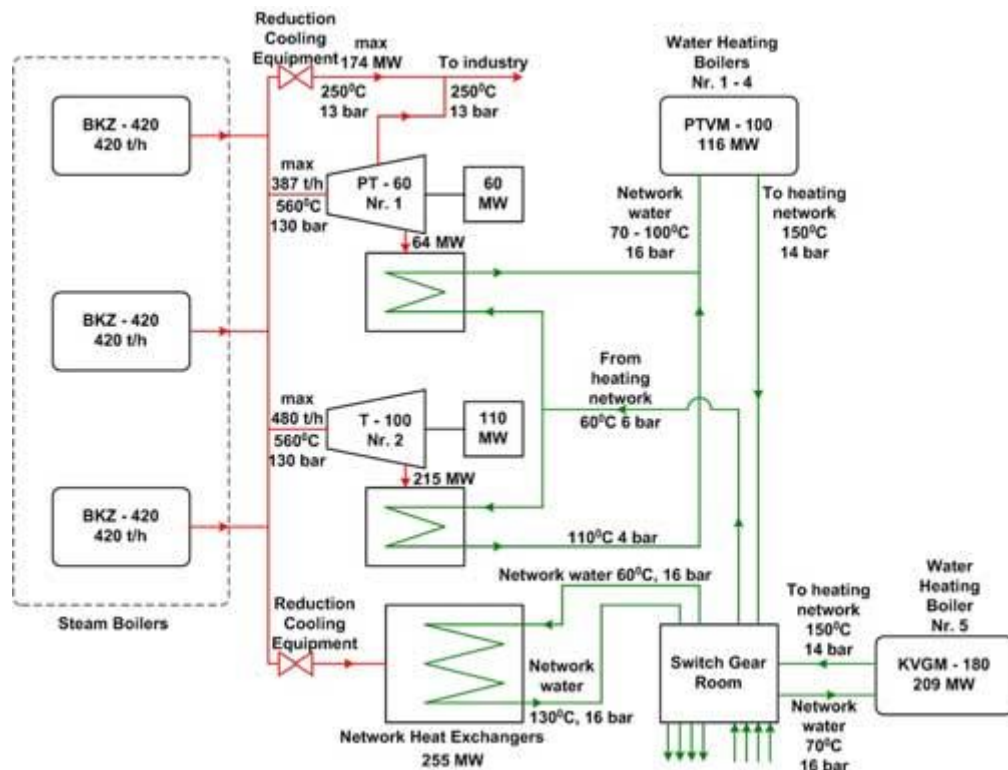 Reduction
Cooling
Equipment
max
174 MW
To industry
250⁰C
13 bar
250⁰C
13 bar
Water Heating
Boilers
Nr. 1 - 4
PTVM - 100
116 MW
BKZ - 420
420 t/h
max
387 t/h
560⁰C
130 bar
PT - 60
Nr. 1
60
MW
64 MW
Network
water
70 - 100⁰C
16 bar
To heating
network
150⁰C
14 bar
BKZ - 420
420 t/h
From
heating
network
60⁰C 6 bar
max
480 t/h
560⁰C
130 bar
T - 100
Nr. 2
110
MW
215 MW
BKZ - 420
420 t/h
110⁰C 4 bar
Steam Boilers
Reduction
Cooling
Equipment
Network water 60⁰C, 16 bar
Network
water
130⁰C, 16 bar
Network Heat Exchangers
255 MW
Switch Gear
Room
To heating
network
150⁰C
14 bar
Water
Heating
Boiler
Nr. 5
KVGM - 180
209 MW
Network
water
70⁰C
16 bar